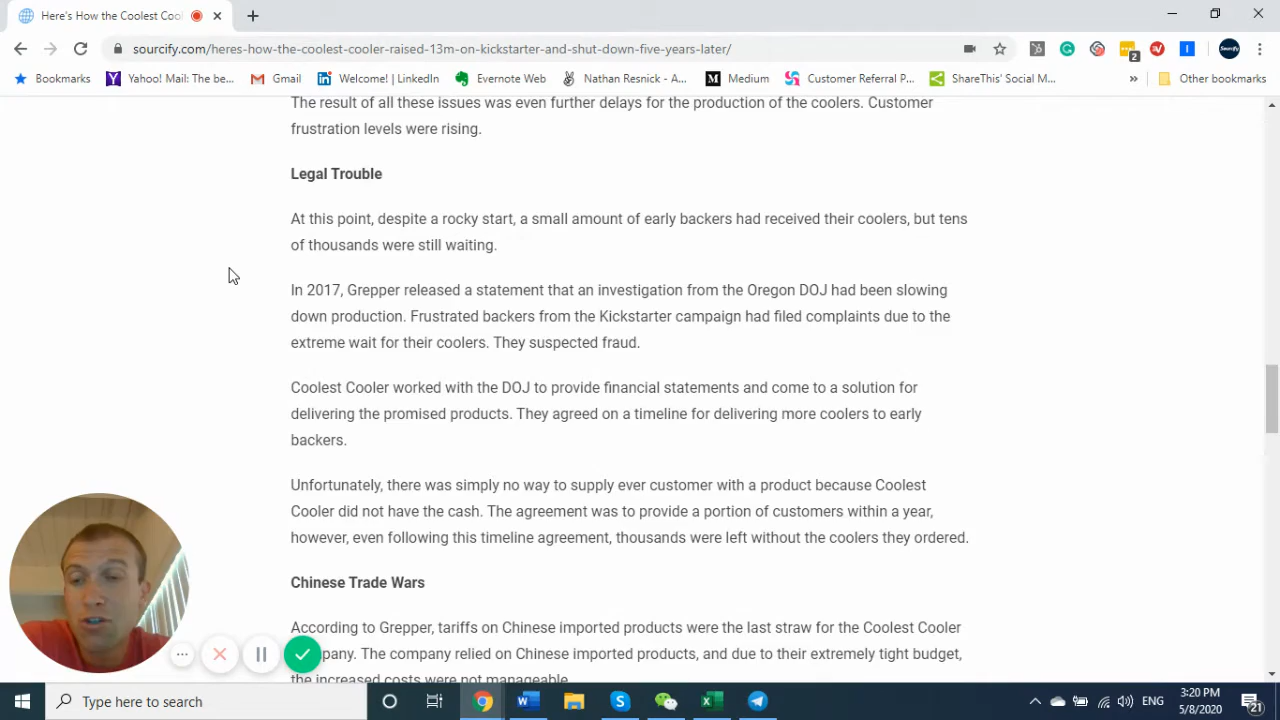 Here's How the Coolest Cool
sourcify.com/heres-how-the-coolest-cooler-raised-13m-on-kickstarter-and-shut-down-five-years-later/
Sourcify
2
Bookmarks
Yahoo! Mail: The be...
Gmail
Welcome! | LinkedIn
Evernote Web
Nathan Resnick - A...
Medium
Customer Referral P...
ShareThis' Social M...
»
Other bookmarks
The result of all these issues was even further delays for the production of the coolers. Customer
frustration levels were rising.
Legal Trouble
At this point, despite a rocky start, a small amount of early backers had received their coolers, but tens
of thousands were still waiting.
In 2017, Grepper released a statement that an investigation from the Oregon DOJ had been slowing
down production. Frustrated backers from the Kickstarter campaign had filed complaints due to the
extreme wait for their coolers. They suspected fraud.
Coolest Cooler worked with the DOJ to provide financial statements and come to a solution for
delivering the promised products. They agreed on a timeline for delivering more coolers to early
backers.
Unfortunately, there was simply no way to supply ever customer with a product because Coolest
Cooler did not have the cash. The agreement was to provide a portion of customers within a year,
however, even following this timeline agreement, thousands were left without the coolers they ordered.
Chinese Trade Wars
According to Grepper, tariffs on Chinese imported products were the last straw for the Coolest Cooler
pany. The company relied on Chinese imported products, and due to their extremely tight budget,
the increased costs were not manageable.
Type here to search
ENG
3:20 PM
5/8/2020
21